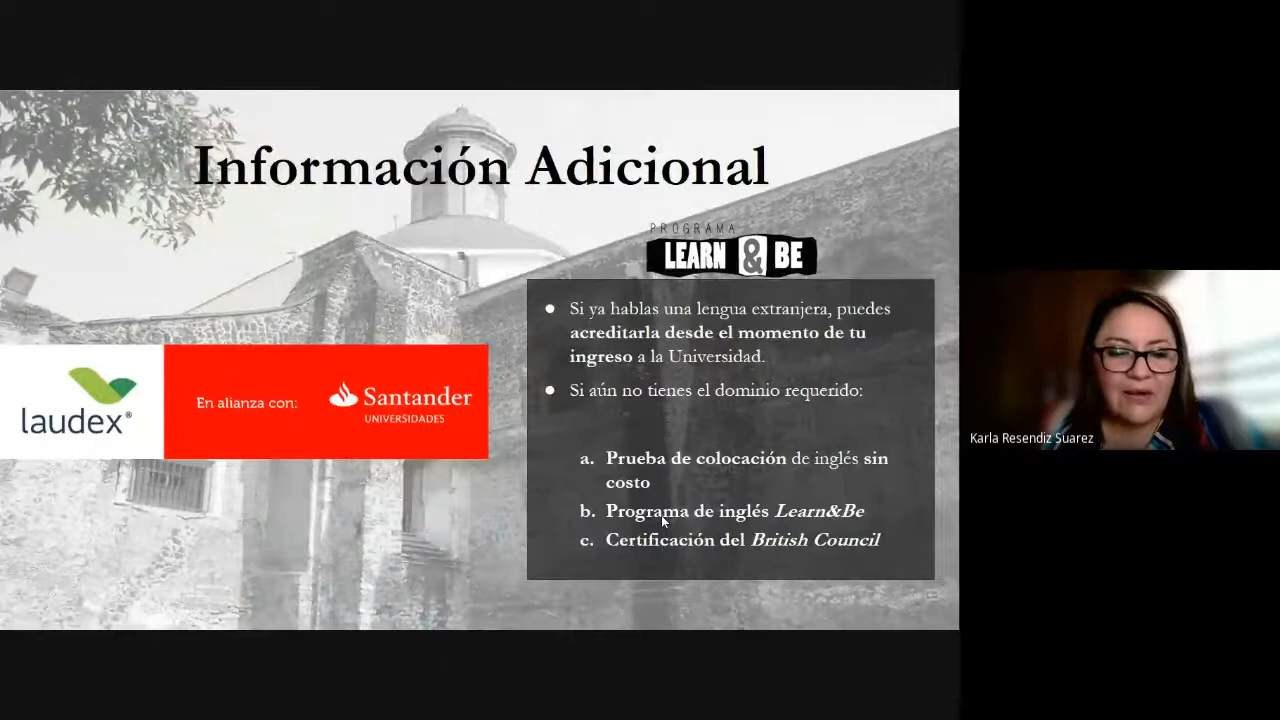 Información Adicional
PROGRAMA
LEARN & BE
Si ya hablas una lengua extranjera, puedes
acreditarla desde el momento de tu
ingreso a la Universidad.
Si aún no tienes el dominio requerido:
a. Prueba de colocación de inglés sin
costo
b. Programa de inglés Learn&Be
c. Certificación del British Council
laudex®
En alianza con:
Santander
UNIVERSIDADES
Karla Resendiz Suarez